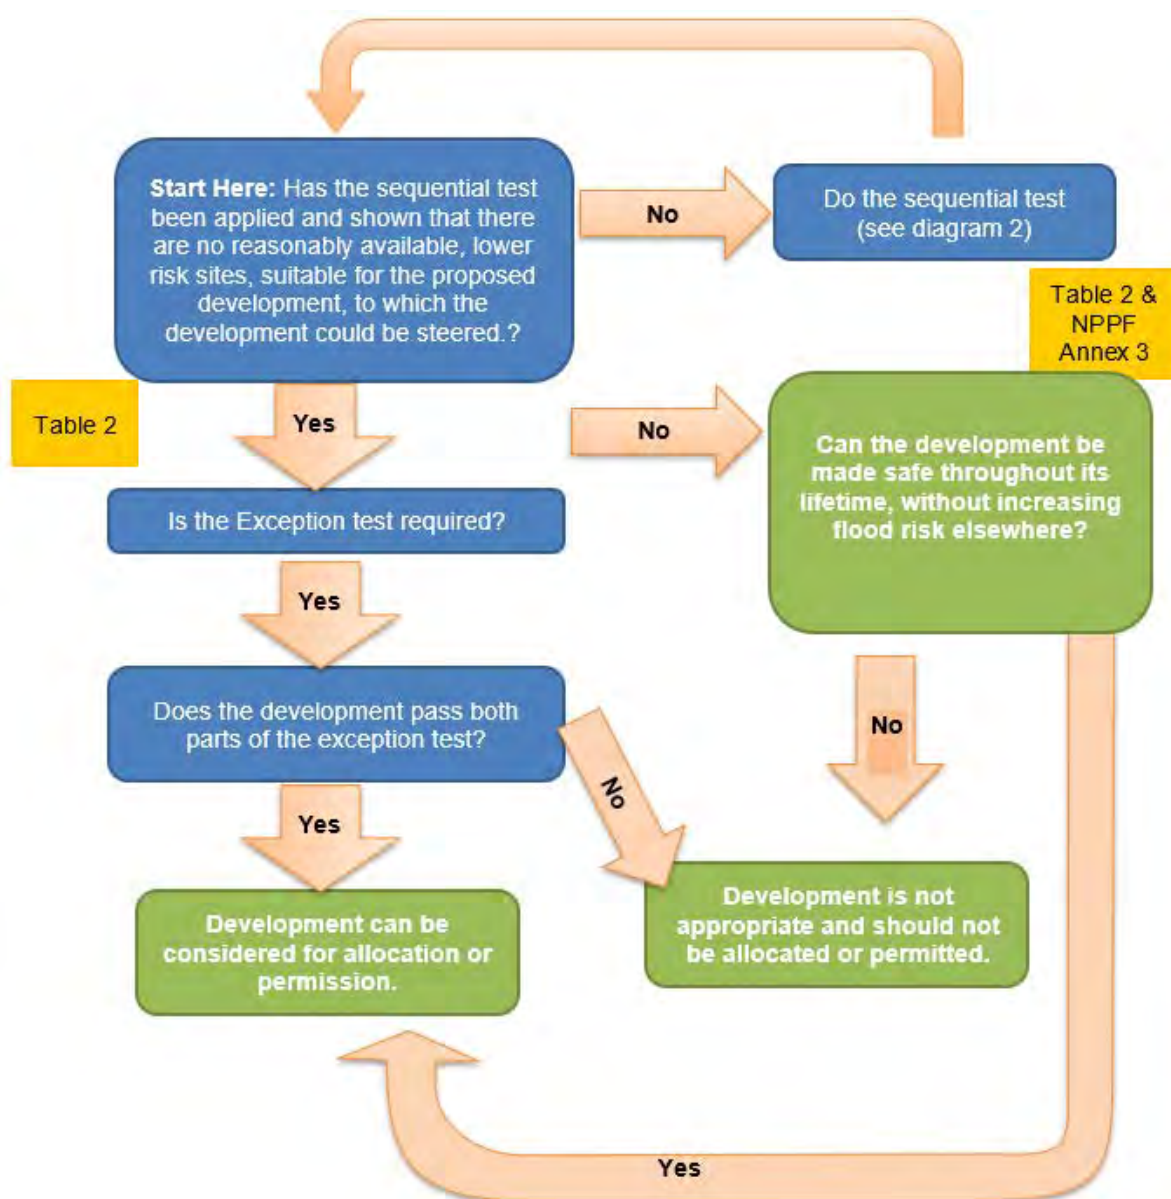 Start Here: Has the sequential test
been applied and shown that there
are no reasonably available, lower
risk sites, suitable for the proposed
development, to which the
development could be steered.?
No
Do the sequential test
(see diagram 2)
Table 2 &
NPPF
Annex 3
Table 2
Yes
No
Can the development be
made safe throughout its
lifetime, without increasing
flood risk elsewhere?
Is the Exception test required?
Yes
Does the development pass both
parts of the exception test?
No
No
Yes
Development can be
considered for allocation or
permission.
Development is not
appropriate and should not
be allocated or permitted.
Yes